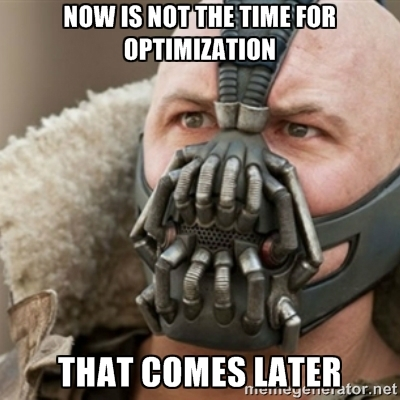 NOW IS NOT THE TIME FOR
OPTIMIZATION
THAT COMES LATER
memegenerator.net